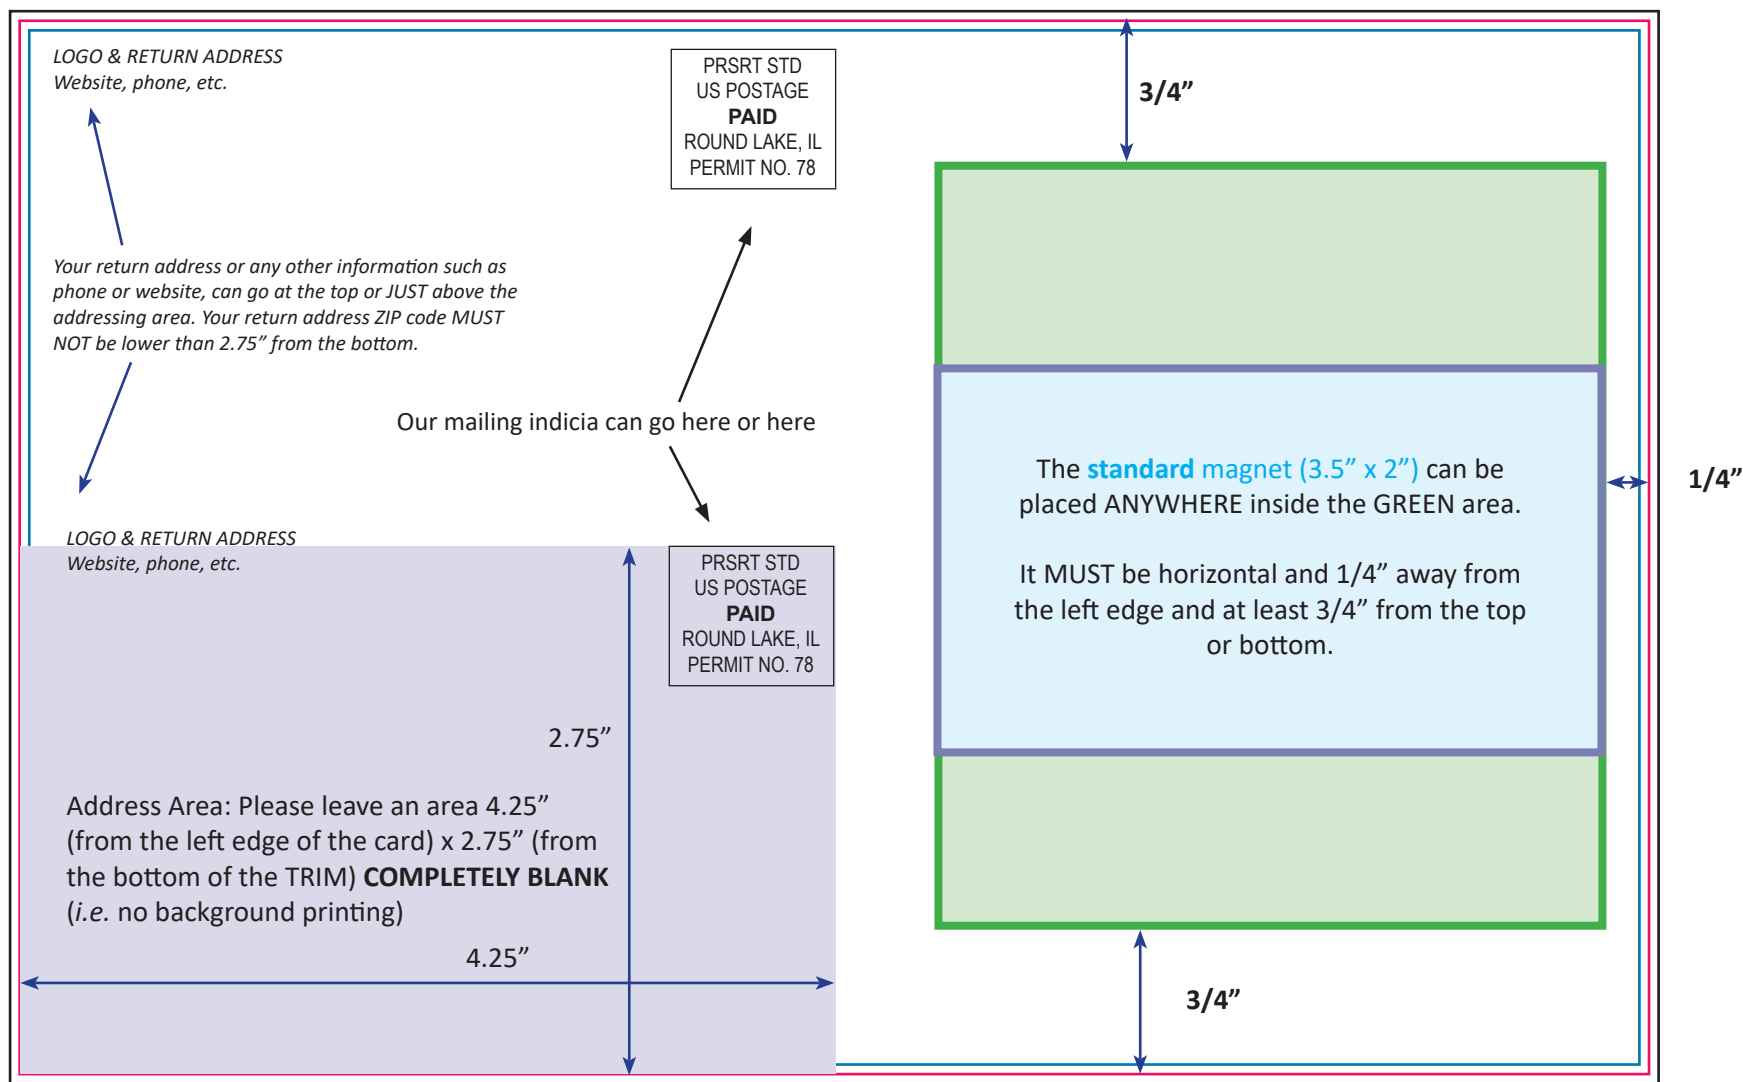 LOGO & RETURN ADDRESS
Website, phone, etc.
PRSRT STD
US POSTAGE
PAID
ROUND LAKE, IL
PERMIT NO. 78
3/4”
Your return address or any other information such as
phone or website, can go at the top or JUST above the
addressing area. Your return address ZIP code MUST
NOT be lower than 2.75” from the bottom.
Our mailing indicia can go here or here
The standard magnet (3.5” x 2”) can be
placed ANYWHERE inside the GREEN area.
It MUST be horizontal and 1/4” away from
the left edge and at least 3/4” from the top
or bottom.
1/4”
LOGO & RETURN ADDRESS
Website, phone, etc.
PRSRT STD
US POSTAGE
PAID
ROUND LAKE, IL
PERMIT NO. 78
2.75”
Address Area: Please leave an area 4.25”
(from the left edge of the card) x 2.75” (from
the bottom of the TRIM) COMPLETELY BLANK
(i.e. no background printing)
4.25”
3/4”